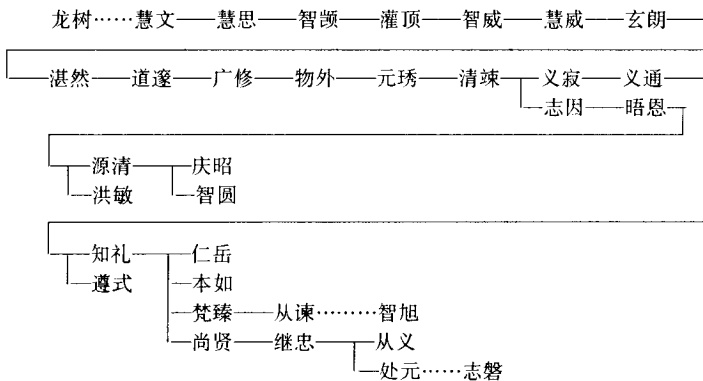 龙树……慧文——慧思——智颉——灌顶——智威——慧威——玄朗
湛然——道邃——广修——物外——元琇——清竦——义寂——义通
志因——晤恩
源清——庆昭
洪敏——智圆
知礼——仁岳
遵式——本如
梵臻——从谏………智旭
尚贤——继忠——从义
处元……志磐